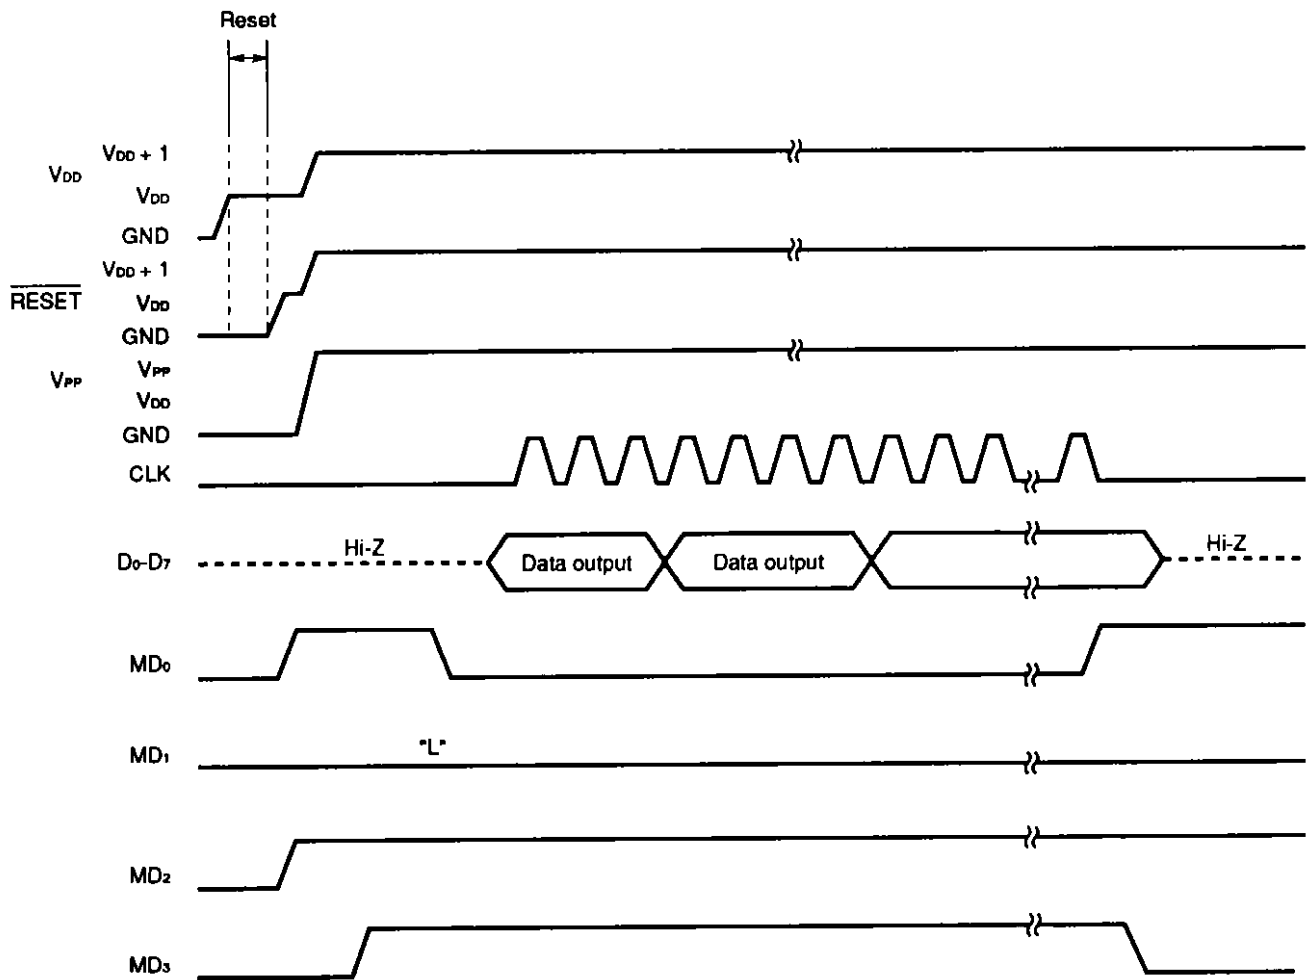 Reset
VDD
VDD + 1
VDD
GND
RESET
VDD + 1
VDD
GND
VPP
VPP
VDD
GND
CLK
D0-D7
Hi-Z
Data output
Data output
Hi-Z
MD0
MD1
"L"
MD2
MD3